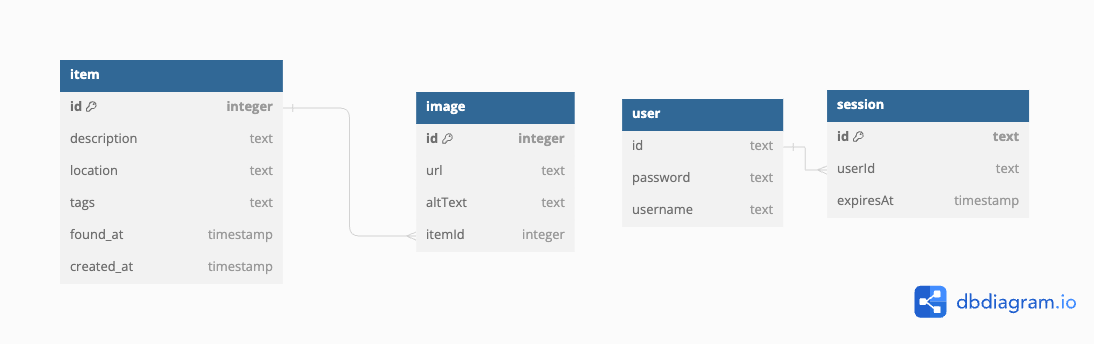 item
id integer
description text
location text
tags text
found_at timestamp
created_at timestamp
image
id integer
url text
altText text
itemId integer
user
id text
password text
username text
session
id text
userId text
expiresAt timestamp
dbdiagram.io